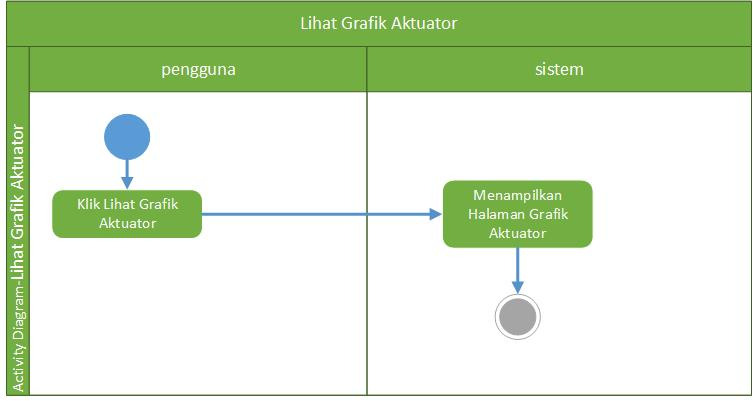 Lihat Grafik Aktuator
pengguna
sistem
Activity Diagram-Lihat Grafik Aktuator
Klik Lihat Grafik
Aktuator
Menampilkan
Halaman Grafik
Aktuator